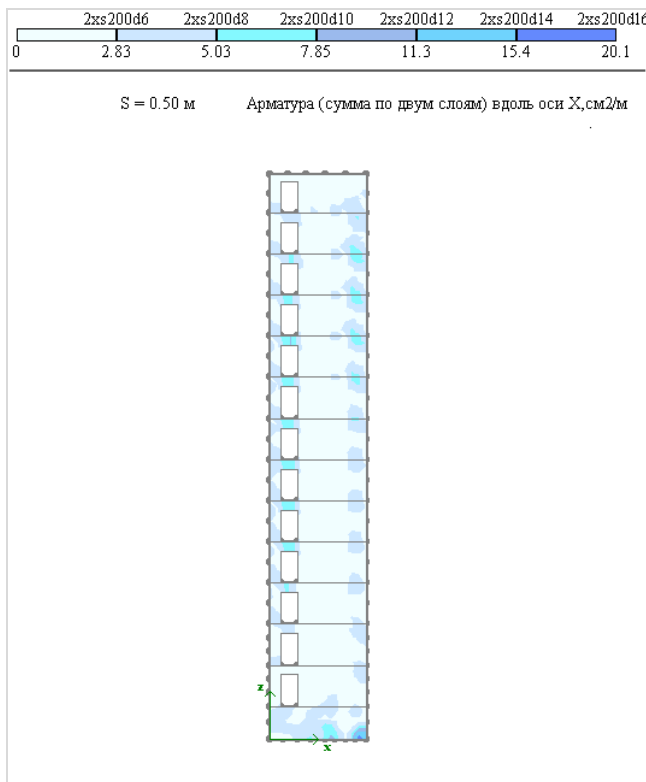 2xs200d6 2xs200d8 2xs200d10 2xs200d12 2xs200d14 2xs200d16
0 2.83 5.03 7.85 11.3 15.4 20.1
S = 0.50 м Арматура (сумма по двум слоям) вдоль оси X,см2/м
z
x